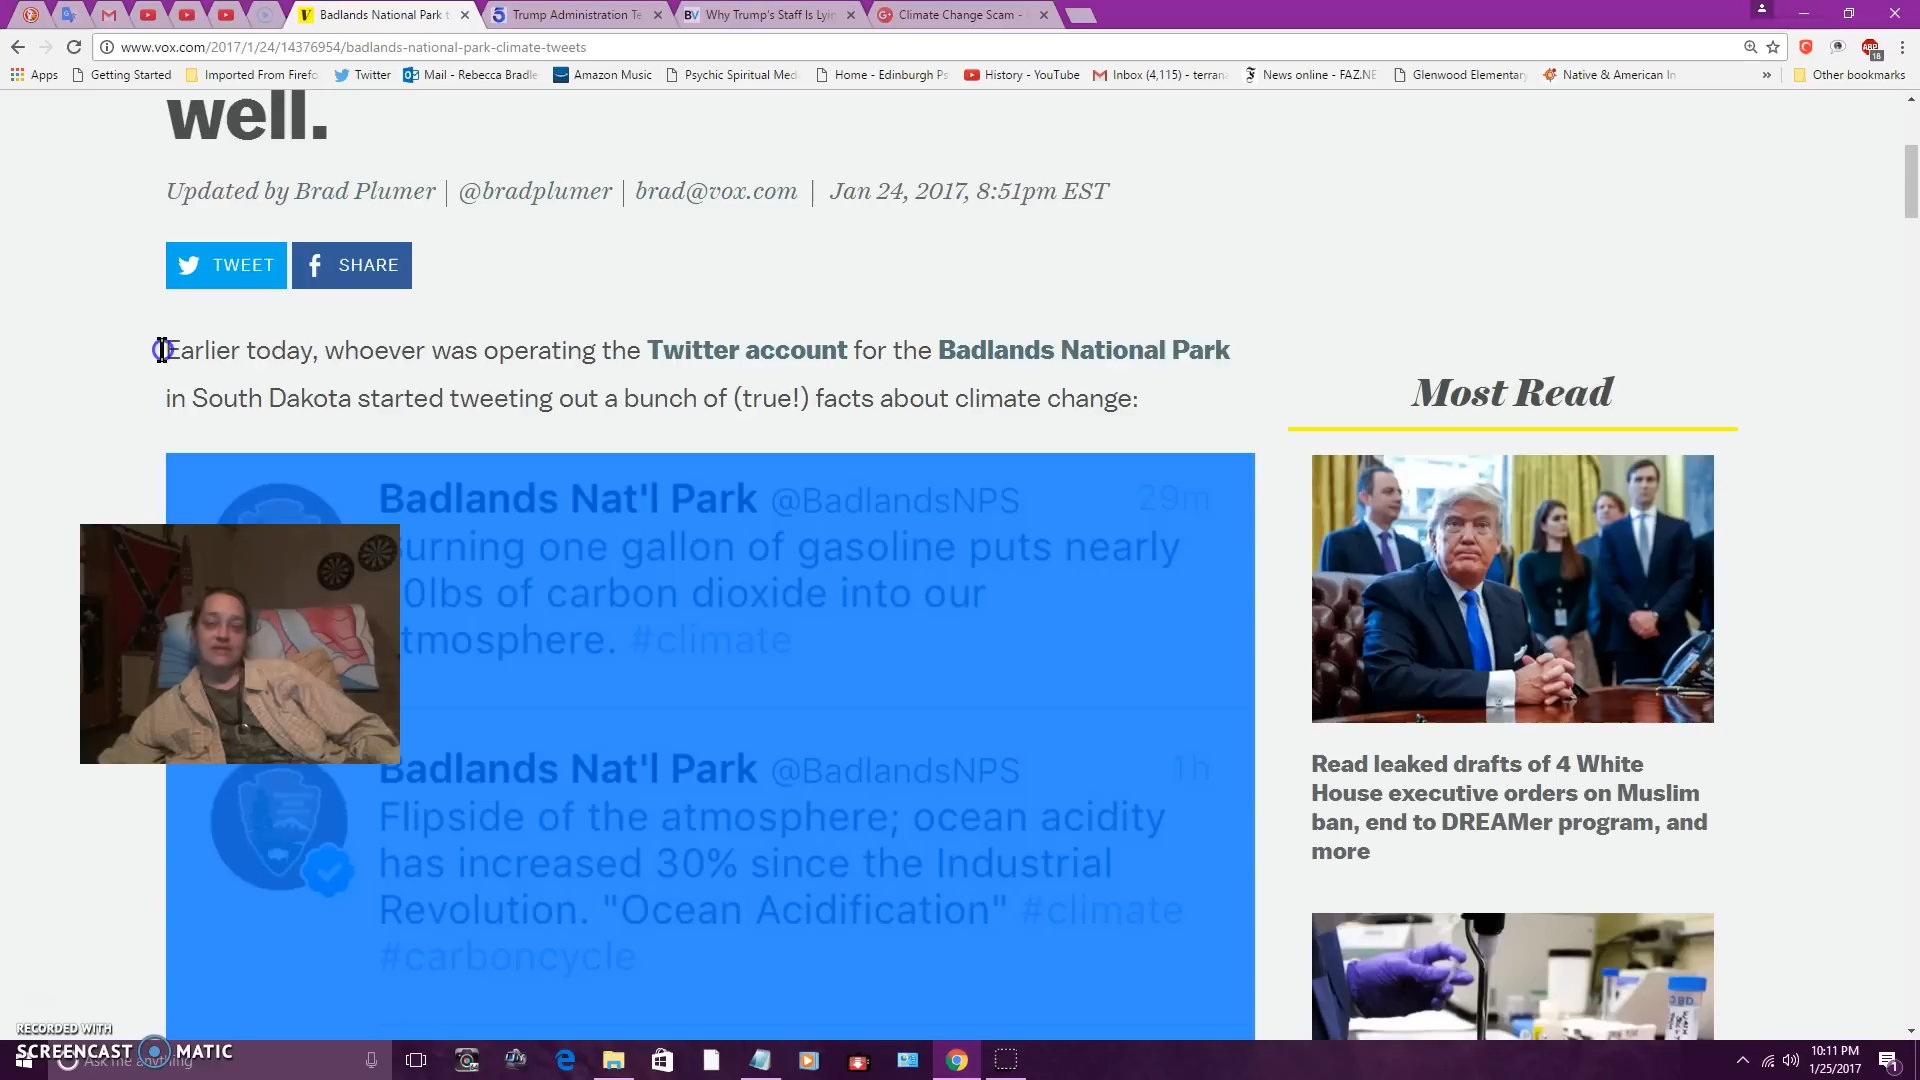 Badlands National Park t
Trump Administration Te
Why Trump's Staff Is Lyin
Climate Change Scam -
www.vox.com/2017/1/24/14376954/badlands-national-park-climate-tweets
Apps
Getting Started
Imported From Firefo
Twitter
Mail - Rebecca Bradle
Amazon Music
Psychic Spiritual Med
Home - Edinburgh Ps
History - YouTube
Inbox (4,115) - terran
News online - FAZ.NE
Glenwood Elementary
Native & American In
»
Other bookmarks
well.
Updated by Brad Plumer | @bradplumer | brad@vox.com | Jan 24, 2017, 8:51pm EST
TWEET
SHARE
Earlier today, whoever was operating the Twitter account for the Badlands National Park
in South Dakota started tweeting out a bunch of (true!) facts about climate change:
Badlands Nat'l Park @BadlandsNPS 29m
urning one gallon of gasoline puts nearly
0lbs of carbon dioxide into our
tmosphere. #climate
Badlands Nat'l Park @BadlandsNPS 1h
Flipside of the atmosphere; ocean acidity
has increased 30% since the Industrial
Revolution. "Ocean Acidification" #climate
#carboncycle
Most Read
Read leaked drafts of 4 White
House executive orders on Muslim
ban, end to DREAMer program, and
more
RECORDED WITH
SCREENCAST MATIC
Ask me anything
10:11 PM
1/25/2017